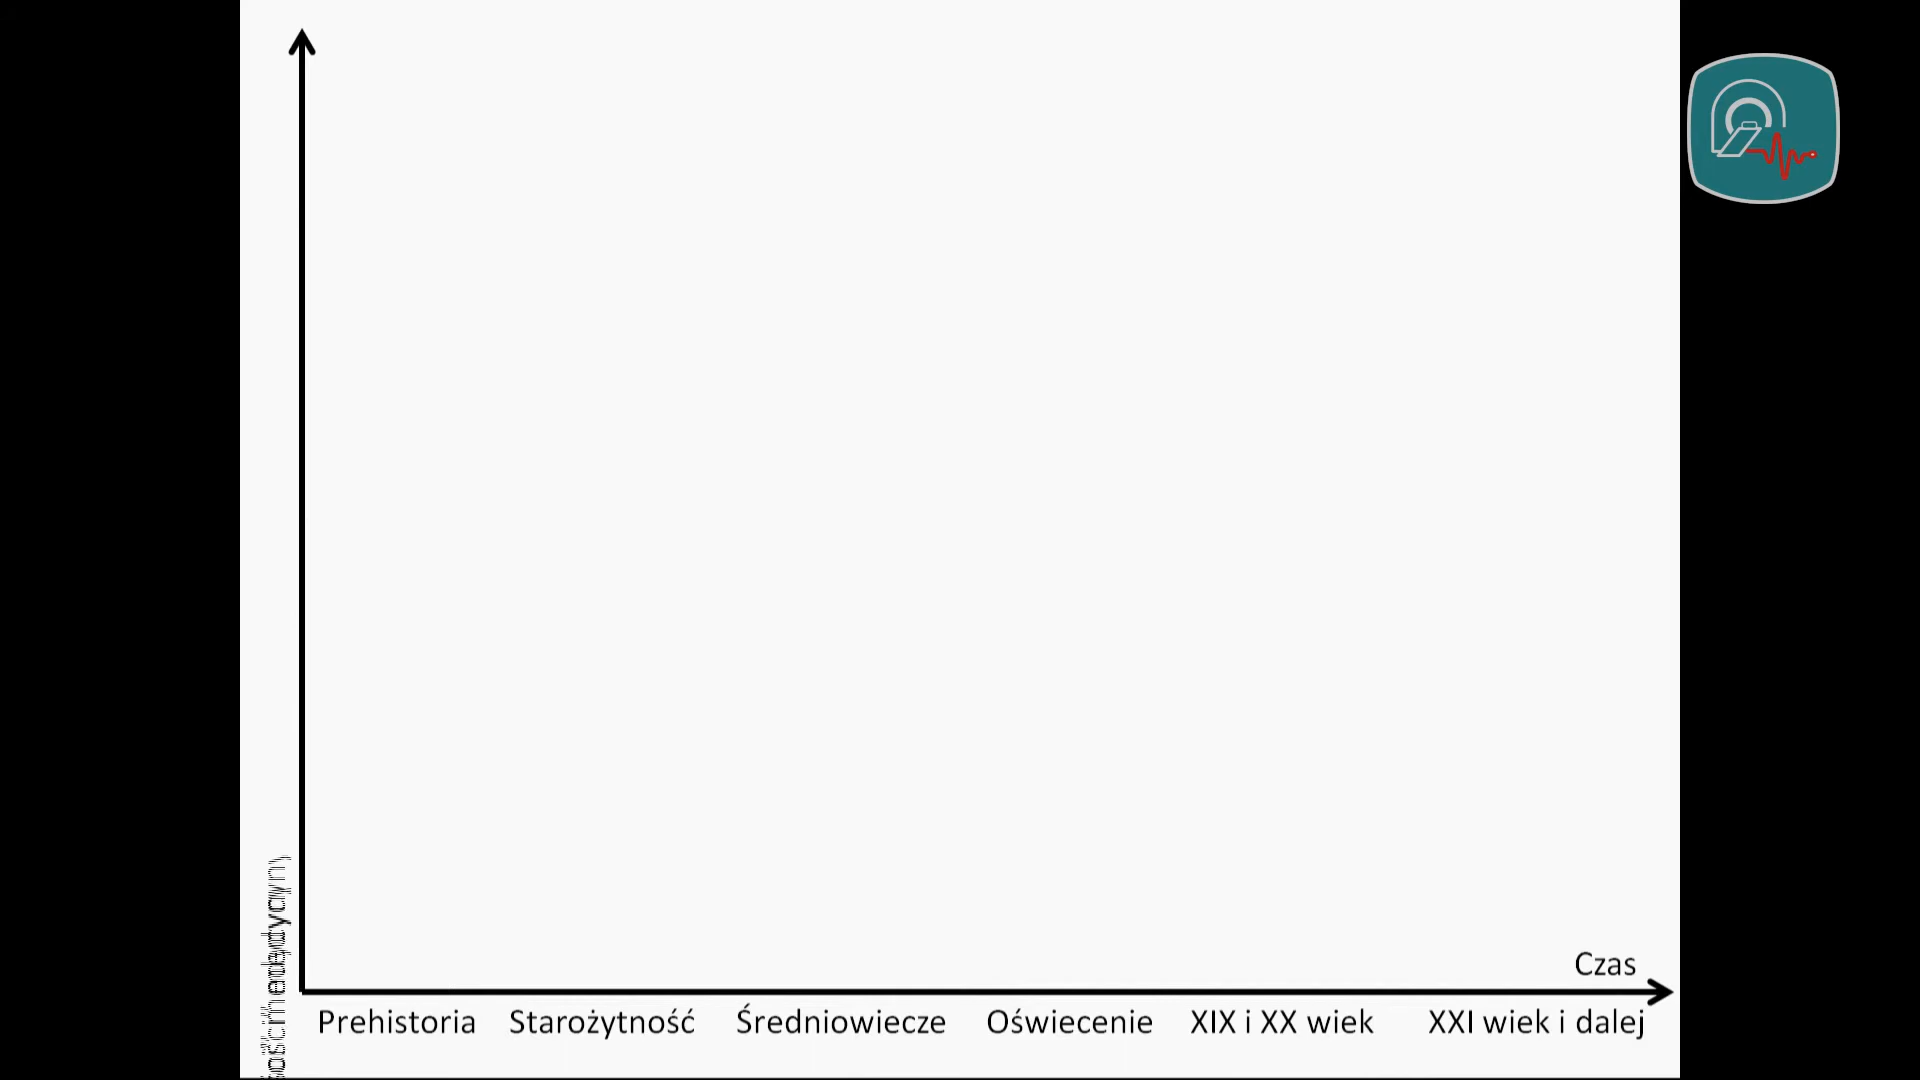 Czas
Prehistoria Starożytność Średniowiecze Oświecenie XIX i XX wiek XXI wiek i dalej